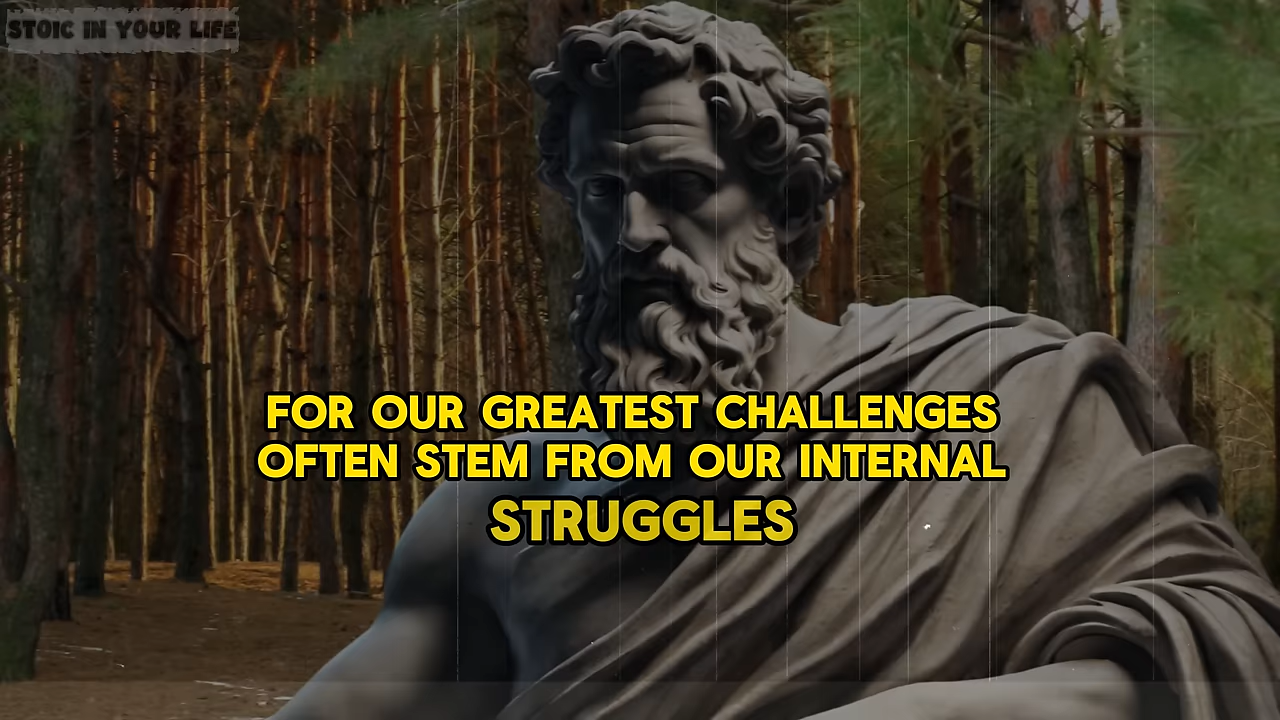 STOIC IN YOUR LIFE
FOR OUR GREATEST CHALLENGES
OFTEN STEM FROM OUR INTERNAL
STRUGGLES